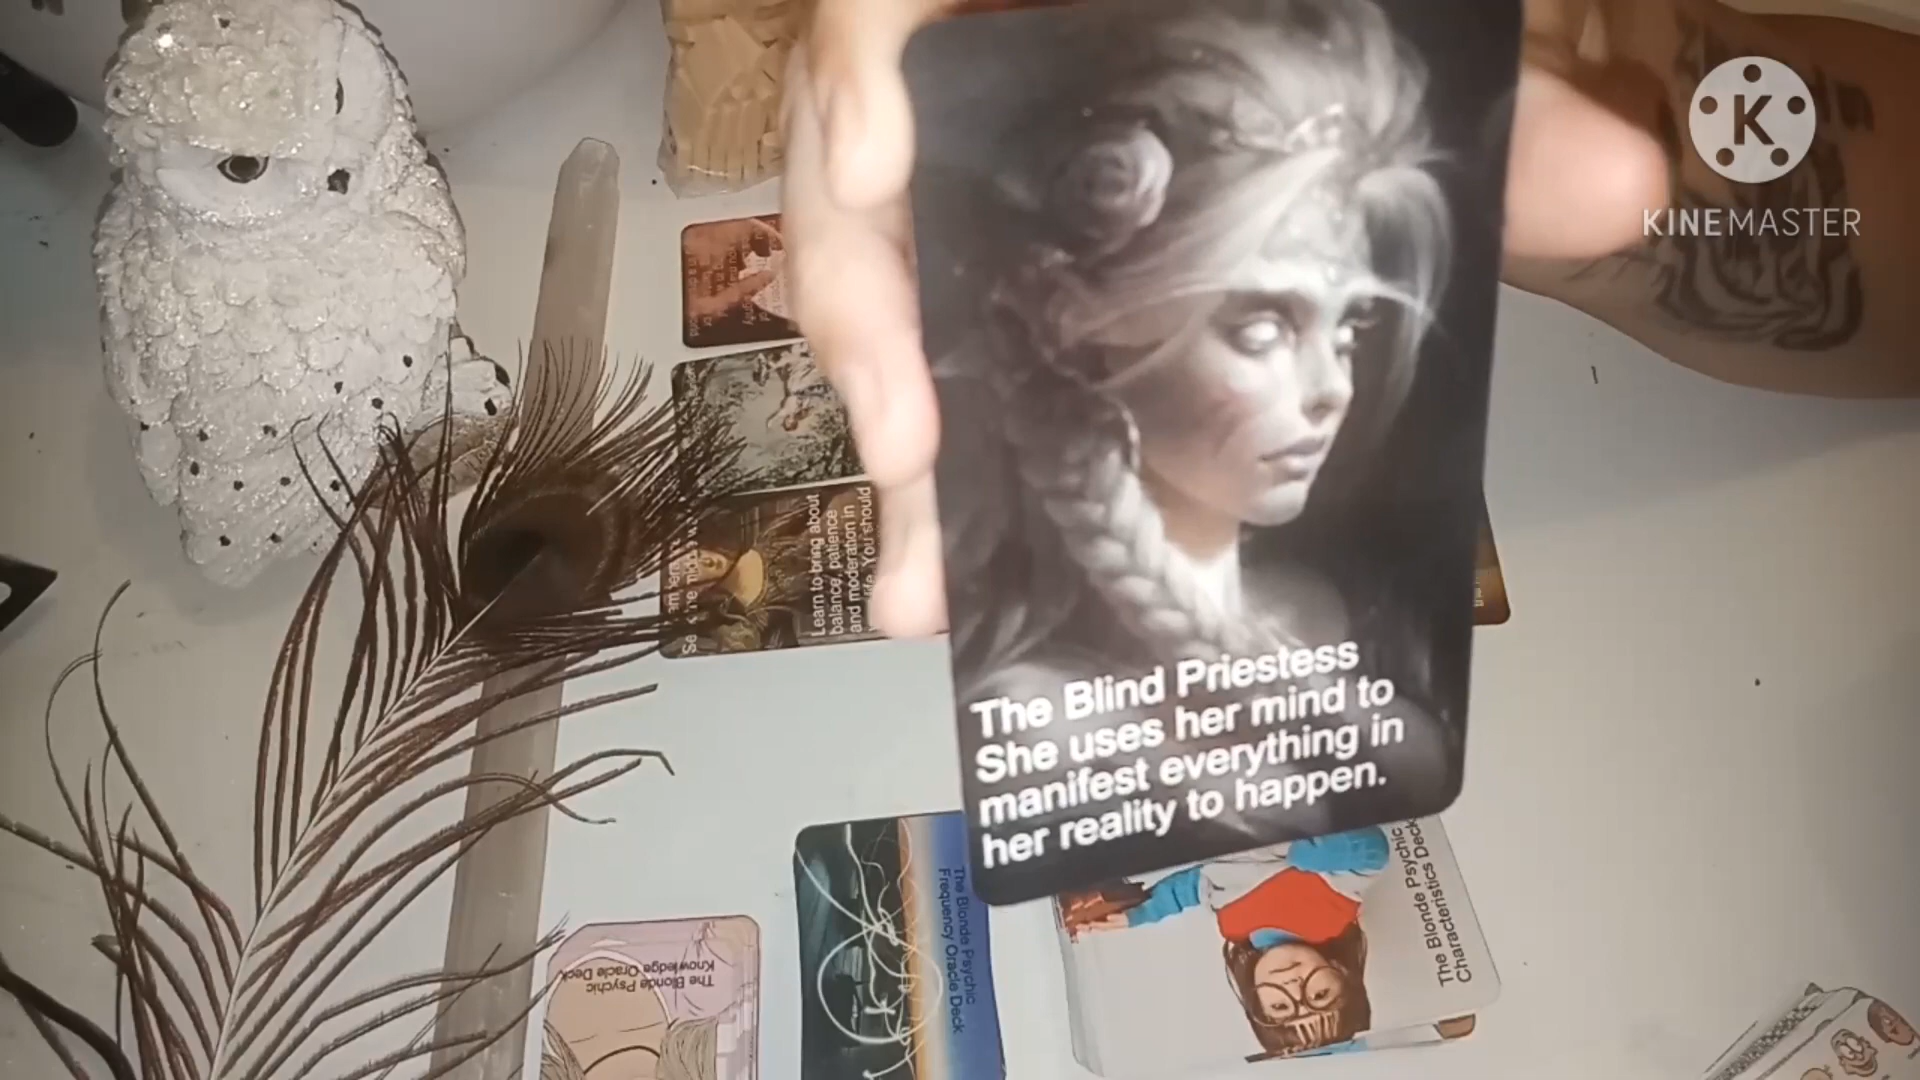 KINEMASTER
Learn to bring about
balance, patience
and moderation in
life. You should
The Blind Priestess
She uses her mind to
manifest everything in
her reality to happen.
The Blonde Psychic
Knowledge Oracle Deck
The Blonde Psychic
Frequency Oracle Deck
The Blonde Psychic
Characteristics Deck